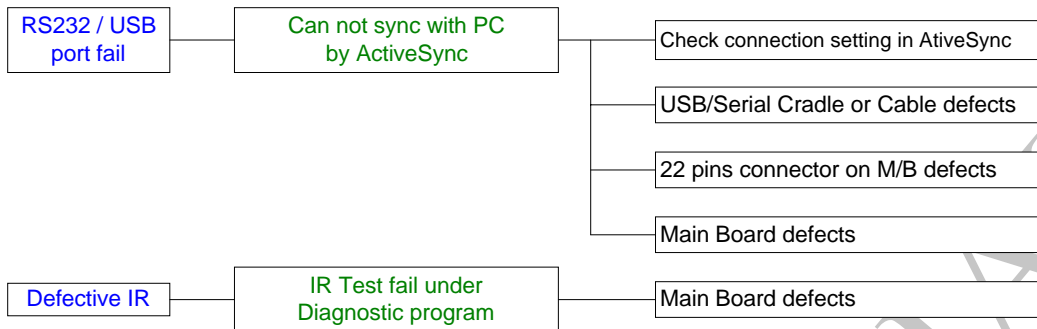 RS232 / USB
port fail
Can not sync with PC
by ActiveSync
Check connection setting in AtiveSync
USB/Serial Cradle or Cable defects
22 pins connector on M/B defects
Main Board defects
Defective IR
IR Test fail under
Diagnostic program
Main Board defects